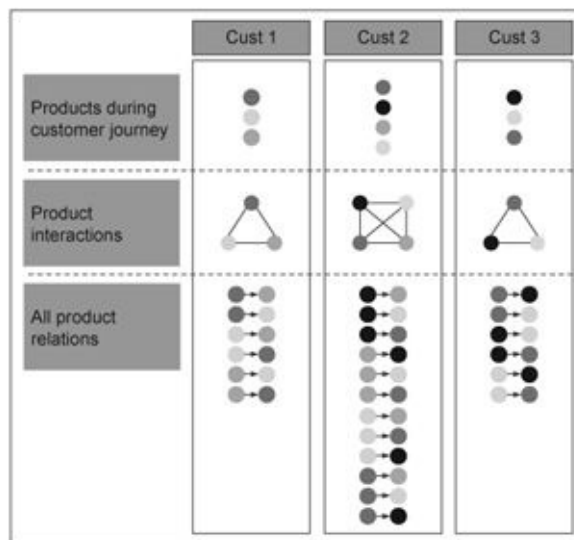 Cust 1
Cust 2
Cust 3
Products during
customer journey
Product
interactions
All product
relations